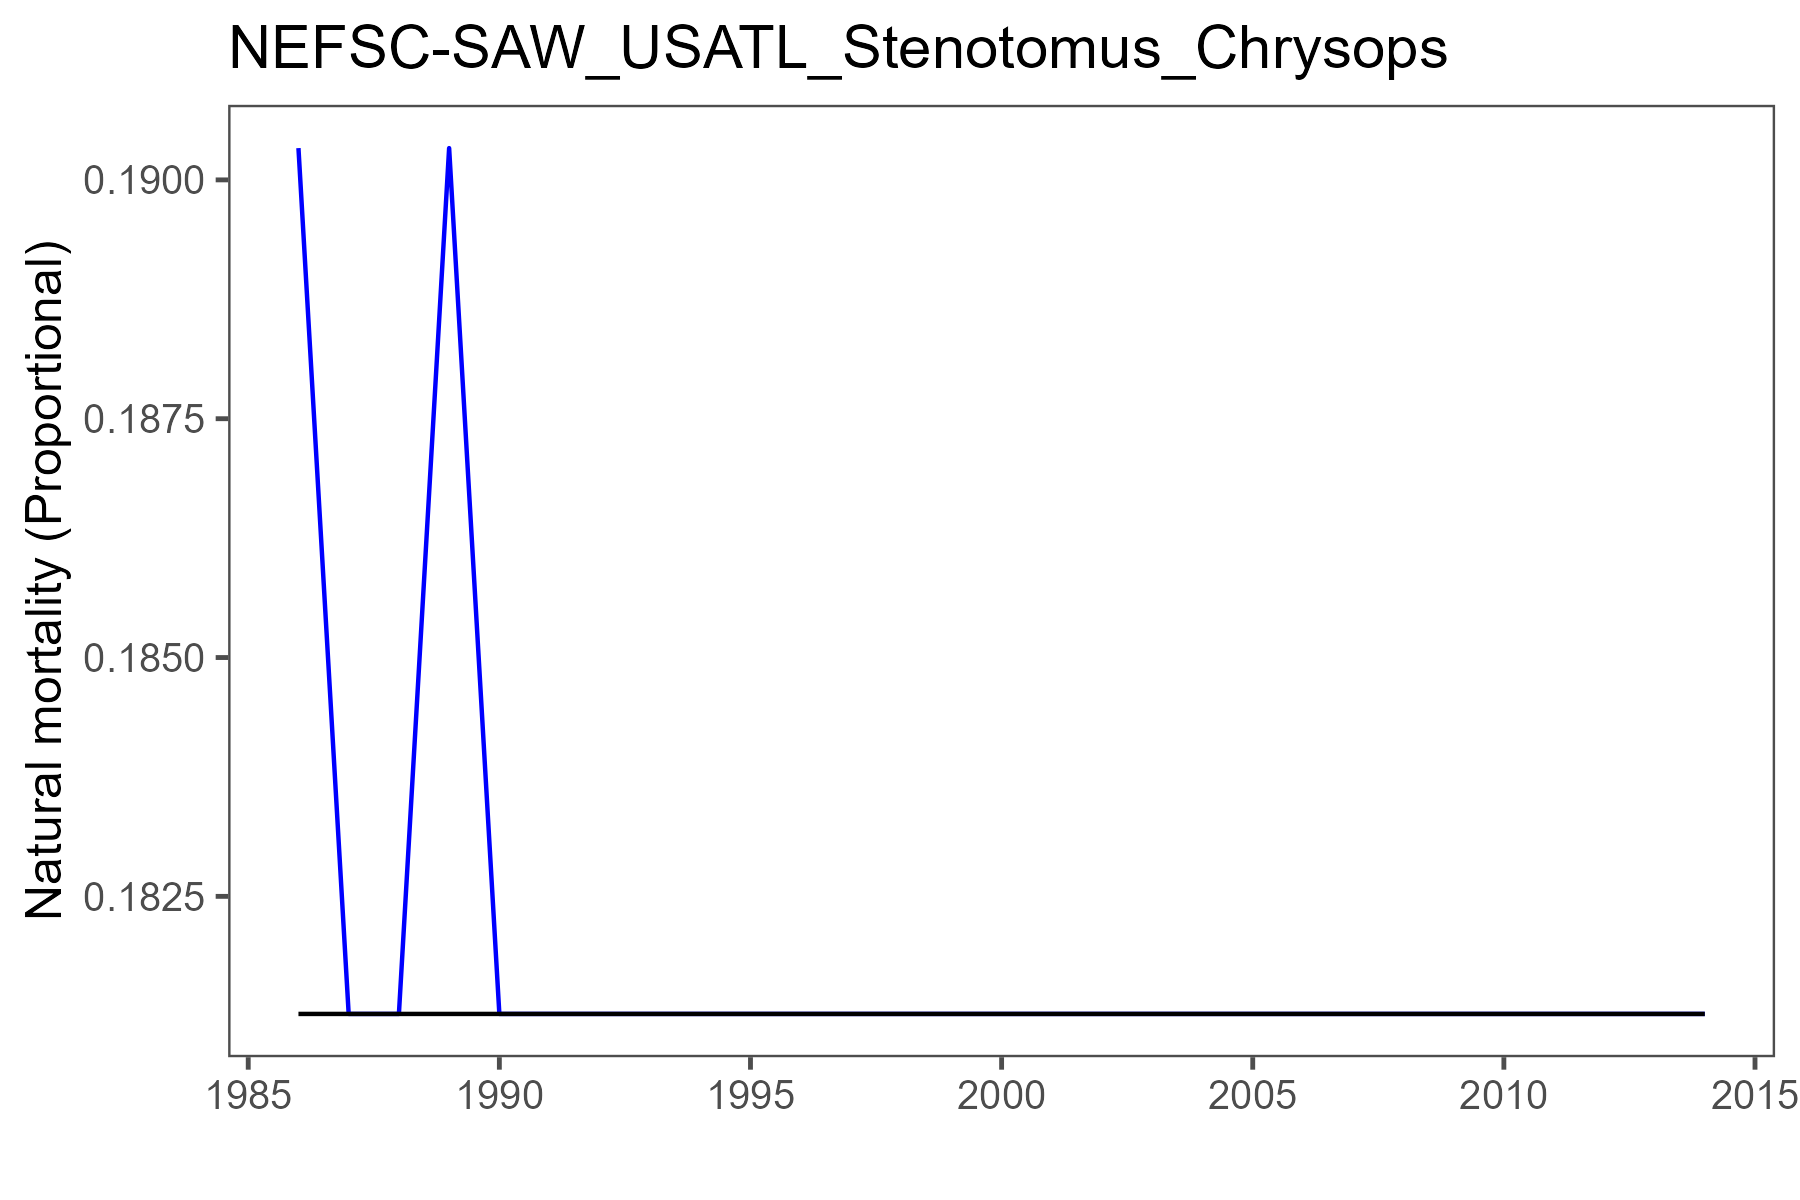 NEFSC-SAW_USATL_Stenotomus_Chrysops
Natural mortality (Proportional)
0.1900
0.1875
0.1850
0.1825
1985 1990 1995 2000 2005 2010 2015